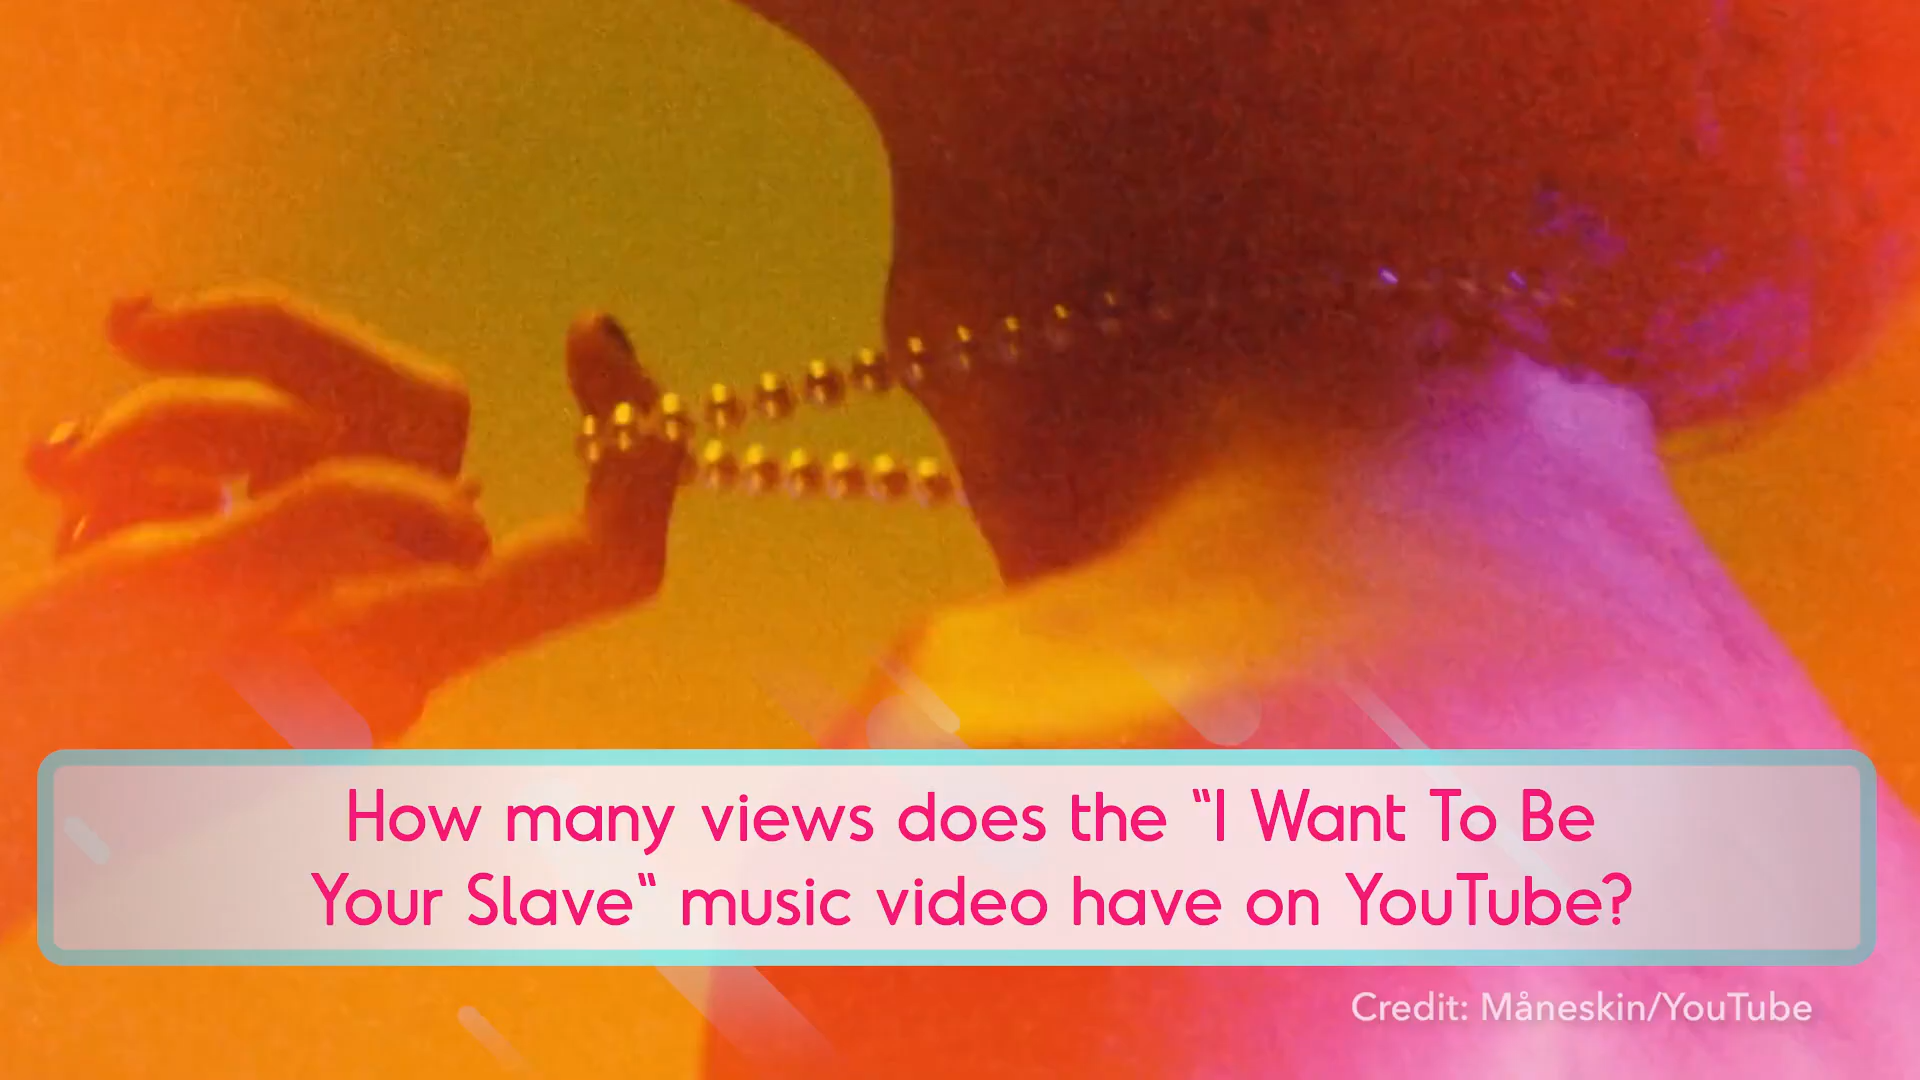 How many views does the “I Want To Be
Your Slave“ music video have on YouTube?
Credit: Måneskin/YouTube